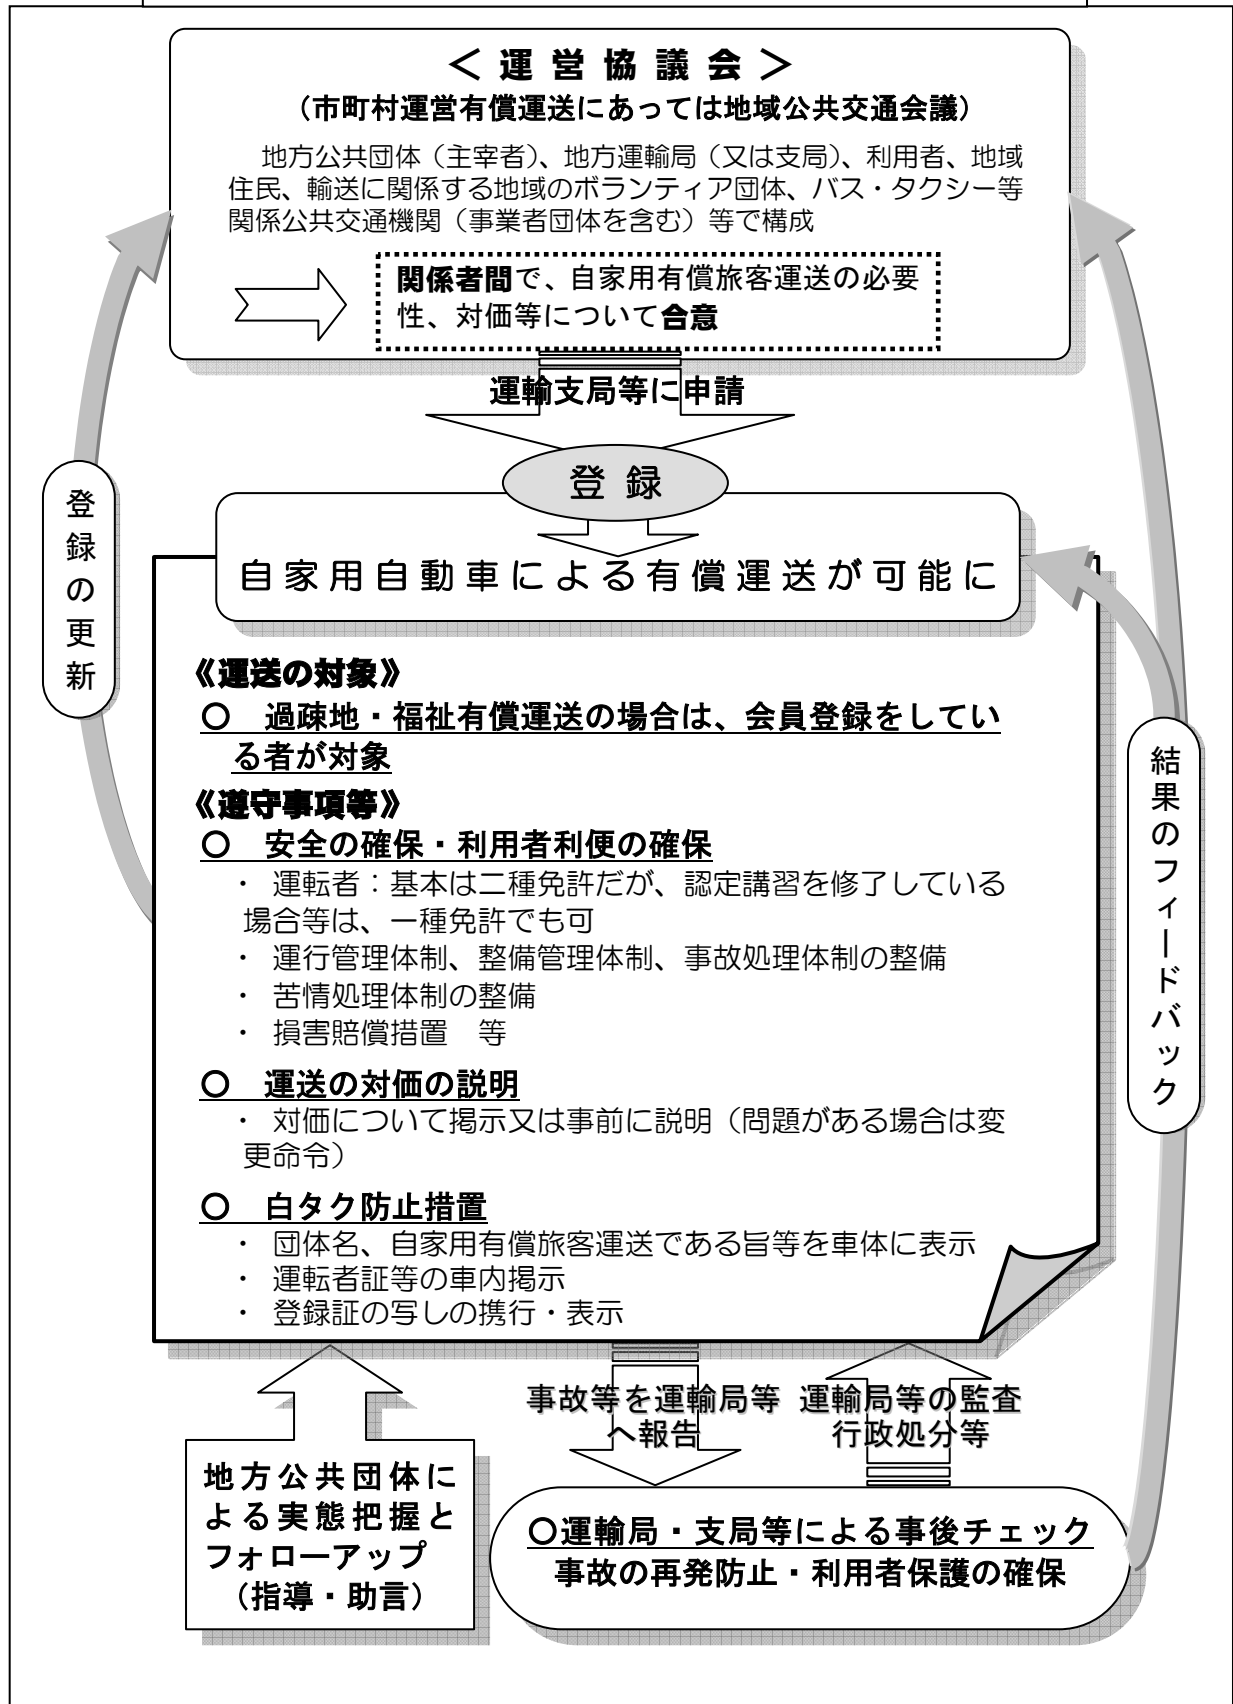 ＜運営協議会＞
（市町村運営有償運送にあっては地域公共交通会議）
地方公共団体（主宰者）、地方運輸局（又は支局）、利用者、地域
住民、輸送に関係する地域のボランティア団体、バス・タクシー等
関係公共交通機関（事業者団体を含む）等で構成
関係者間で、自家用有償旅客運送の必要
性、対価等について合意
運輸支局等に申請
登録
登録の更新
自家用自動車による有償運送が可能に
《運送の対象》
○　過疎地・福祉有償運送の場合は、会員登録をしてい
る者が対象
《遵守事項等》
○　安全の確保・利用者利便の確保
・ 運転者：基本は二種免許だが、認定講習を修了している
場合等は、一種免許でも可
・ 運行管理体制、整備管理体制、事故処理体制の整備
・ 苦情処理体制の整備
・ 損害賠償措置　等
○　運送の対価の説明
・ 対価について掲示又は事前に説明（問題がある場合は変
更命令）
○　白タク防止措置
・ 団体名、自家用有償旅客運送である旨等を車体に表示
・ 運転者証等の車内掲示
・ 登録証の写しの携行・表示
結果のフィードバック
事故等を運輸局等
へ報告
運輸局等の監査
行政処分等
地方公共団体に
よる実態把握と
フォローアップ
（指導・助言）
○運輸局・支局等による事後チェック
事故の再発防止・利用者保護の確保